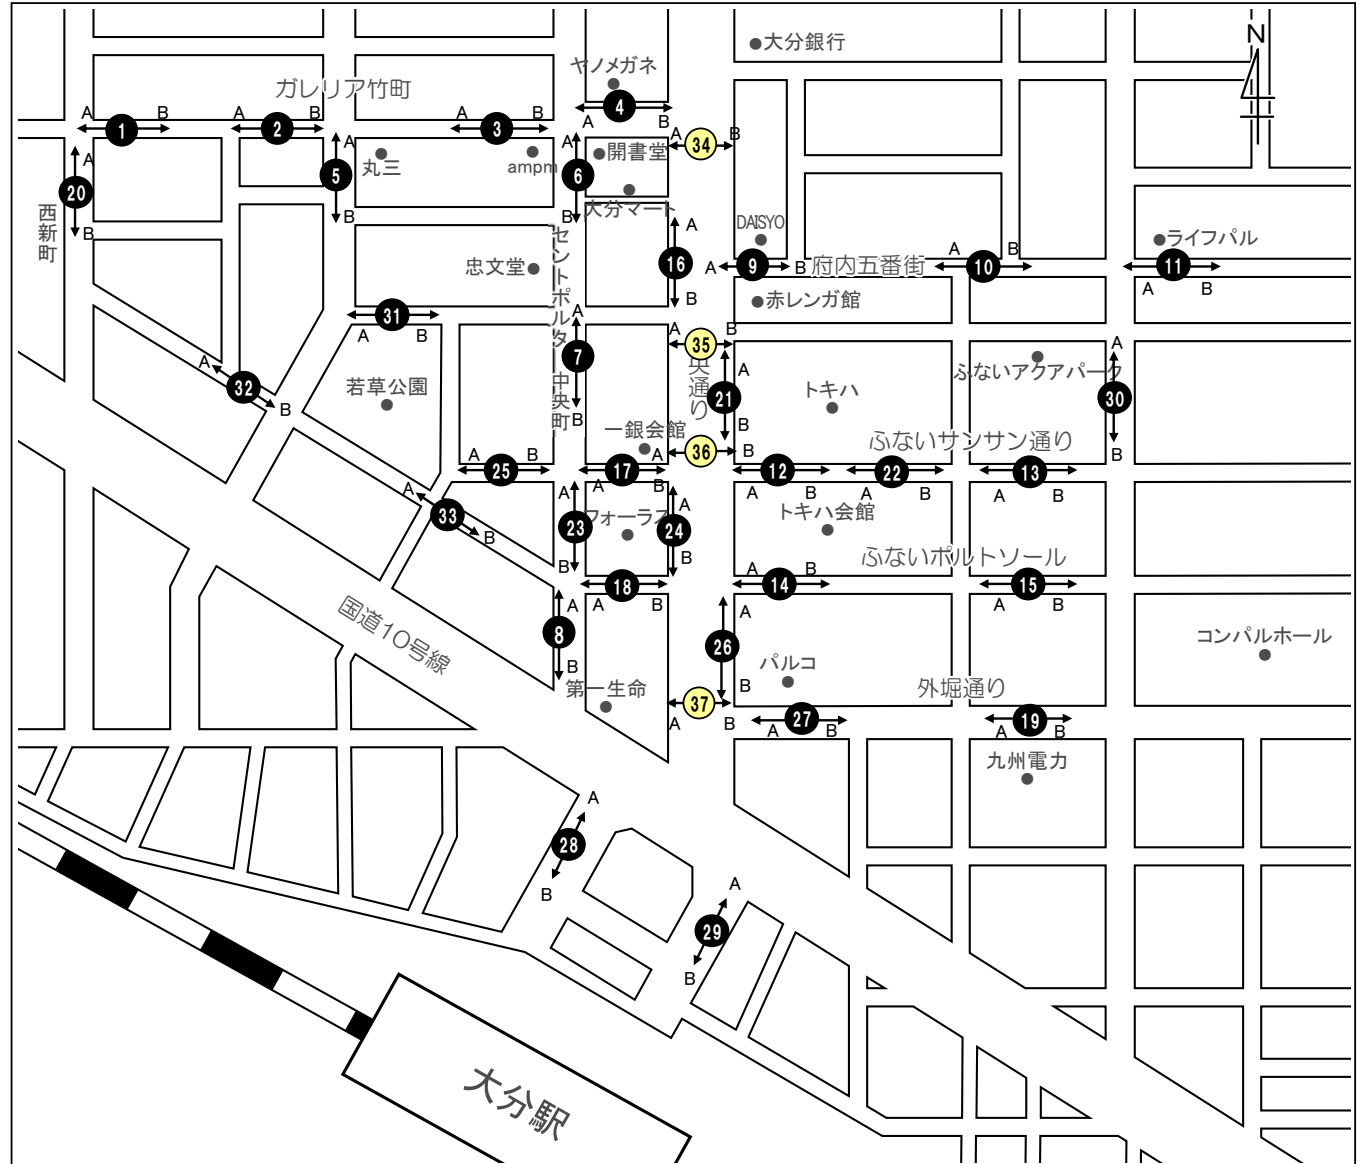 N
大分銀行
ヤノメガネ
ガレリア竹町
A 1 B
A 2 B
A 3 B
A 4 B
A 34 B
A 5 B
丸三
ampm
A 6 B
開書堂
大分マート
A 20 B
西新町
セントポルタ中央町
忠文堂
A 16 B
DAISYO
A 9 B
府内五番街
A 10 B
ライフパル
A 11 B
赤レンガ館
A 31 B
A 7 B
A 35 B
央通り
A 21 B
トキハ
ふないアクアパーク
A 30 B
A 32 B
若草公園
一銀会館
A 36 B
ふないサンサン通り
A 25 B
A 17 B
A 12 B
A 22 B
A 13 B
A 33 B
A 23 B
フォーラス
A 24 B
トキハ会館
ふないポルトソール
A 18 B
A 14 B
A 15 B
国道10号線
A 8 B
A 26 B
コンパルホール
第一生命
パルコ
外堀通り
A 37 B
A 27 B
A 19 B
九州電力
A 28 B
A 29 B
大分駅